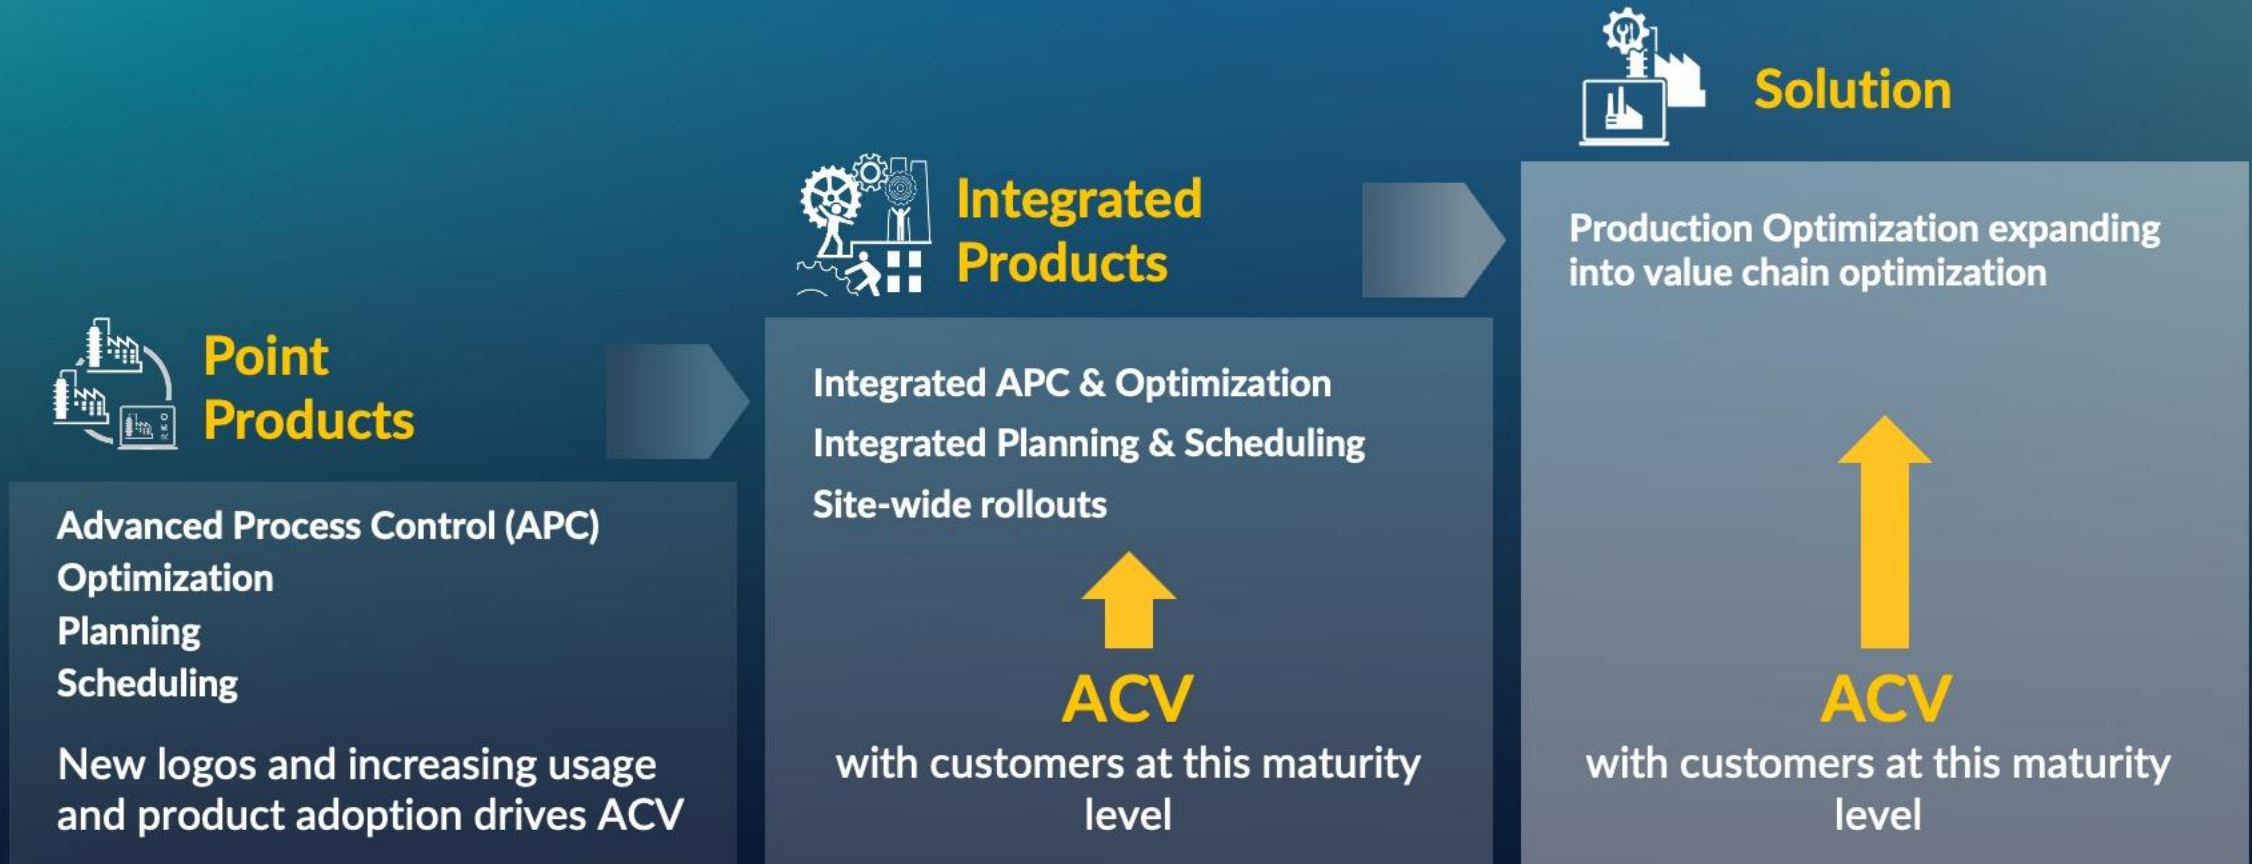 Point
Products
Advanced Process Control (APC)
Optimization
Planning
Scheduling
New logos and increasing usage
and product adoption drives ACV
Integrated
Products
Integrated APC & Optimization
Integrated Planning & Scheduling
Site-wide rollouts
ACV
with customers at this maturity
level
Solution
Production Optimization expanding
into value chain optimization
ACV
with customers at this maturity
level